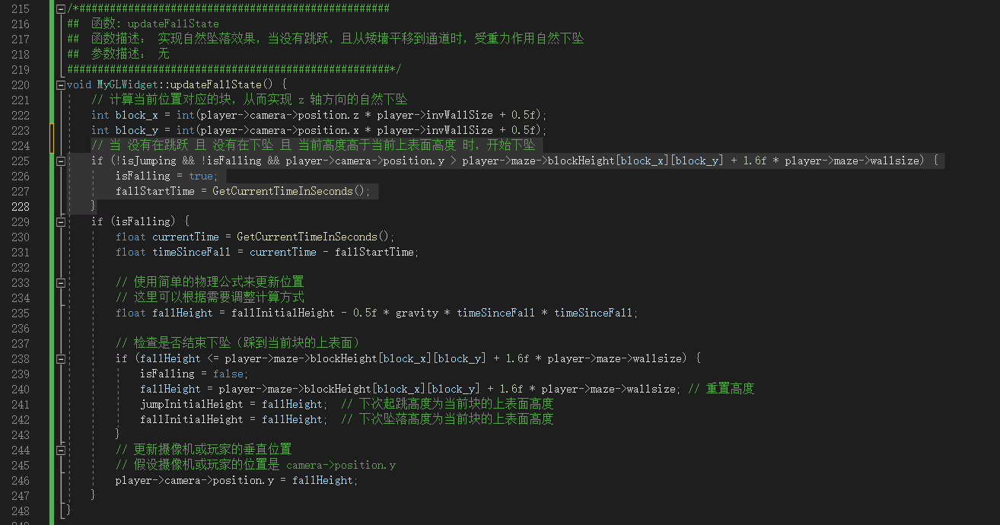 215 /*###################################################
216 ## 函数: updateFallState
217 ## 函数描述： 实现自然坠落效果，当没有跳跃，且从矮墙平移到通道时，受重力作用自然下坠
218 ## 参数描述： 无
219 #####################################################*/
220 void MyGLWidget::updateFallState() {
221 // 计算当前位置对应的块，从而实现 z 轴方向的自然下坠
222 int block_x = int(player->camera->position.z * player->invWallSize + 0.5f);
223 int block_y = int(player->camera->position.x * player->invWallSize + 0.5f);
224 // 当 没有在跳跃 且 没有在下坠 且 当前高度高于当前上表面高度 时，开始下坠
225 if (!isJumping && !isFalling && player->camera->position.y > player->maze->blockHeight[block_x][block_y] + 1.6f * player->maze->wallsize) {
226 isFalling = true;
227 fallStartTime = GetCurrentTimeInSeconds();
228 }
229 if (isFalling) {
230 float currentTime = GetCurrentTimeInSeconds();
231 float timeSinceFall = currentTime - fallStartTime;
232
233 // 使用简单的物理公式来更新位置
234 // 这里可以根据需要调整计算方式
235 float fallHeight = fallInitialHeight - 0.5f * gravity * timeSinceFall * timeSinceFall;
236
237 // 检查是否结束下坠（踩到当前块的上表面）
238 if (fallHeight <= player->maze->blockHeight[block_x][block_y] + 1.6f * player->maze->wallsize) {
239 isFalling = false;
240 fallHeight = player->maze->blockHeight[block_x][block_y] + 1.6f * player->maze->wallsize; // 重置高度
241 jumpInitialHeight = fallHeight; // 下次起跳高度为当前块的上表面高度
242 fallInitialHeight = fallHeight; // 下次坠落高度为当前块的上表面高度
243 }
244 // 更新摄像机或玩家的垂直位置
245 // 假设摄像机或玩家的位置是 camera->position.y
246 player->camera->position.y = fallHeight;
247 }
248 }